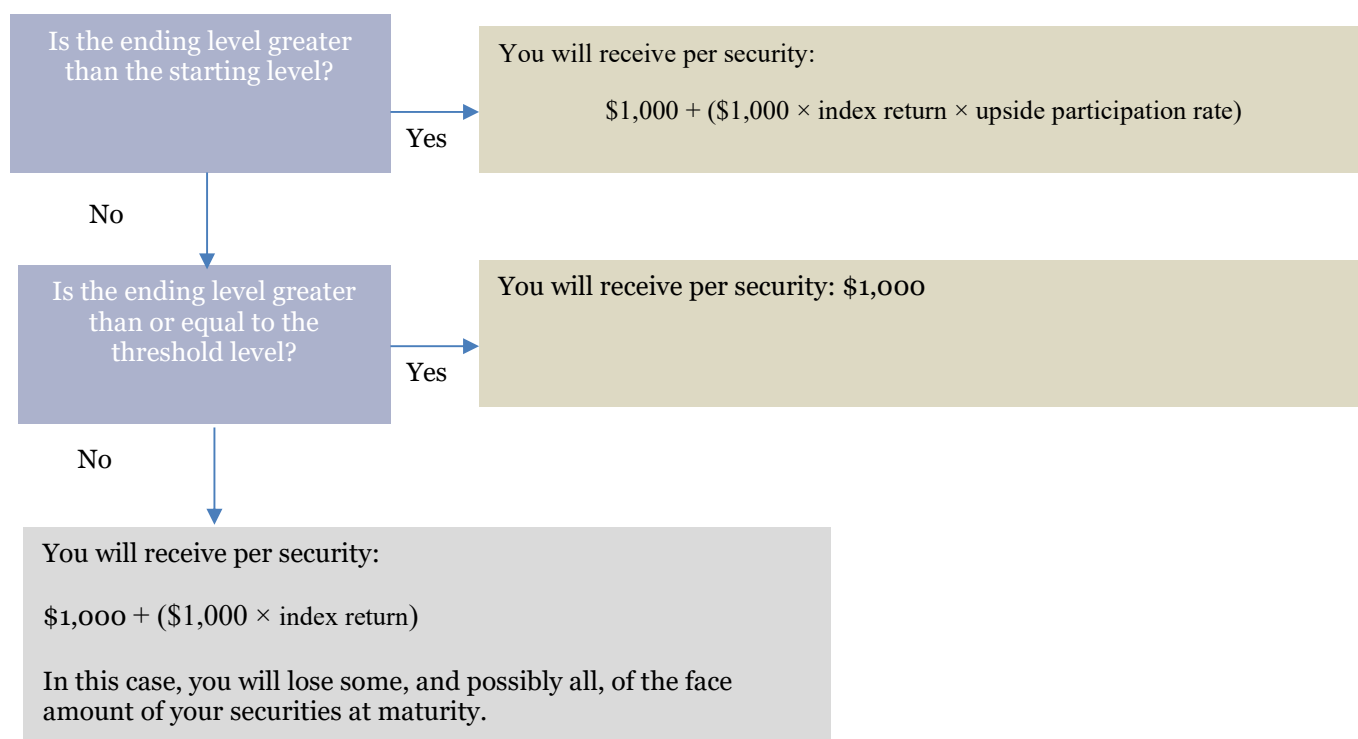 Is the ending level greater
than the starting level?
You will receive per security:
$1,000 + ($1,000 × index return × upside participation rate)
Yes
No
Is the ending level greater
than or equal to the
threshold level?
You will receive per security: $1,000
Yes
No
You will receive per security:
$1,000 + ($1,000 × index return)
In this case, you will lose some, and possibly all, of the face
amount of your securities at maturity.